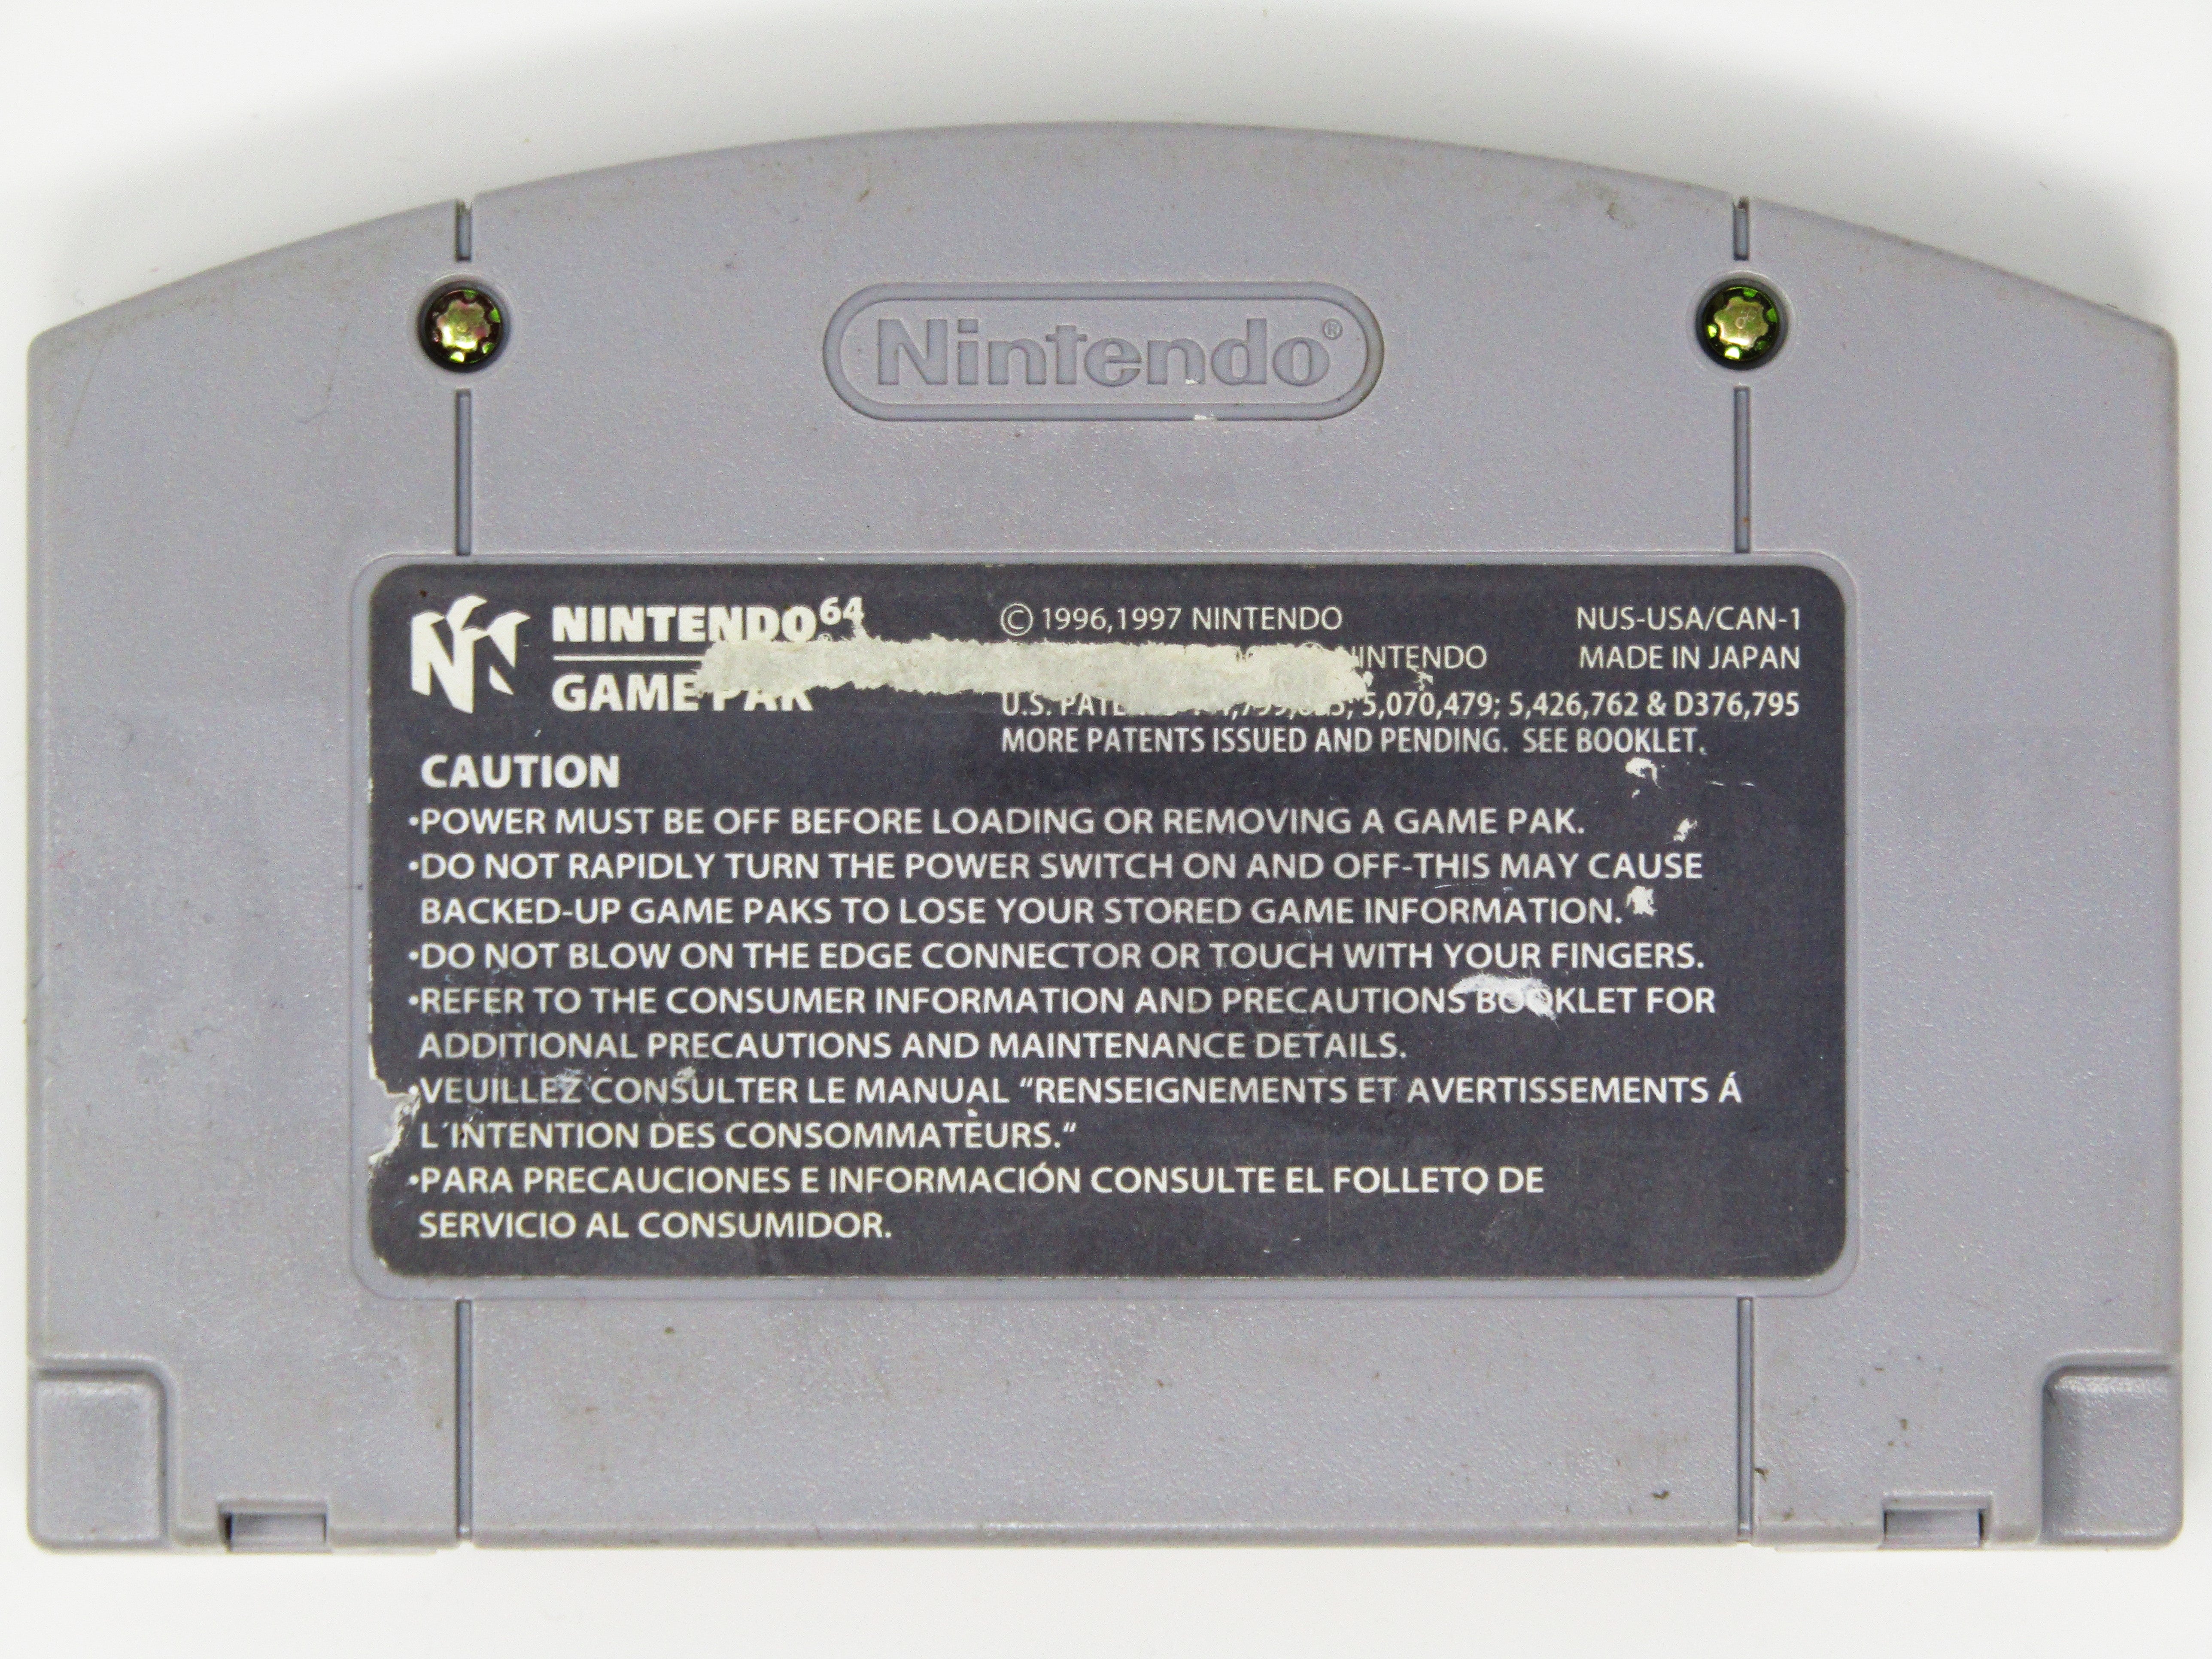 Nintendo®
NINTENDO64
GAME PAK
© 1996,1997 NINTENDO
NINTENDO
U.S. 5,070,479; 5,426,762 & D376,795
MORE PATENTS ISSUED AND PENDING. SEE BOOKLET.
NUS-USA/CAN-1
MADE IN JAPAN
CAUTION
•POWER MUST BE OFF BEFORE LOADING OR REMOVING A GAME PAK.
•DO NOT RAPIDLY TURN THE POWER SWITCH ON AND OFF-THIS MAY CAUSE
BACKED-UP GAME PAKS TO LOSE YOUR STORED GAME INFORMATION.
•DO NOT BLOW ON THE EDGE CONNECTOR OR TOUCH WITH YOUR FINGERS.
•REFER TO THE CONSUMER INFORMATION AND PRECAUTIONS BOOKLET FOR
ADDITIONAL PRECAUTIONS AND MAINTENANCE DETAILS.
•VEUILLEZ CONSULTER LE MANUAL “RENSEIGNEMENTS ET AVERTISSEMENTS Á
L´INTENTION DES CONSOMMATÈURS.“
•PARA PRECAUCIONES E INFORMACIÓN CONSULTE EL FOLLETO DE
SERVICIO AL CONSUMIDOR.